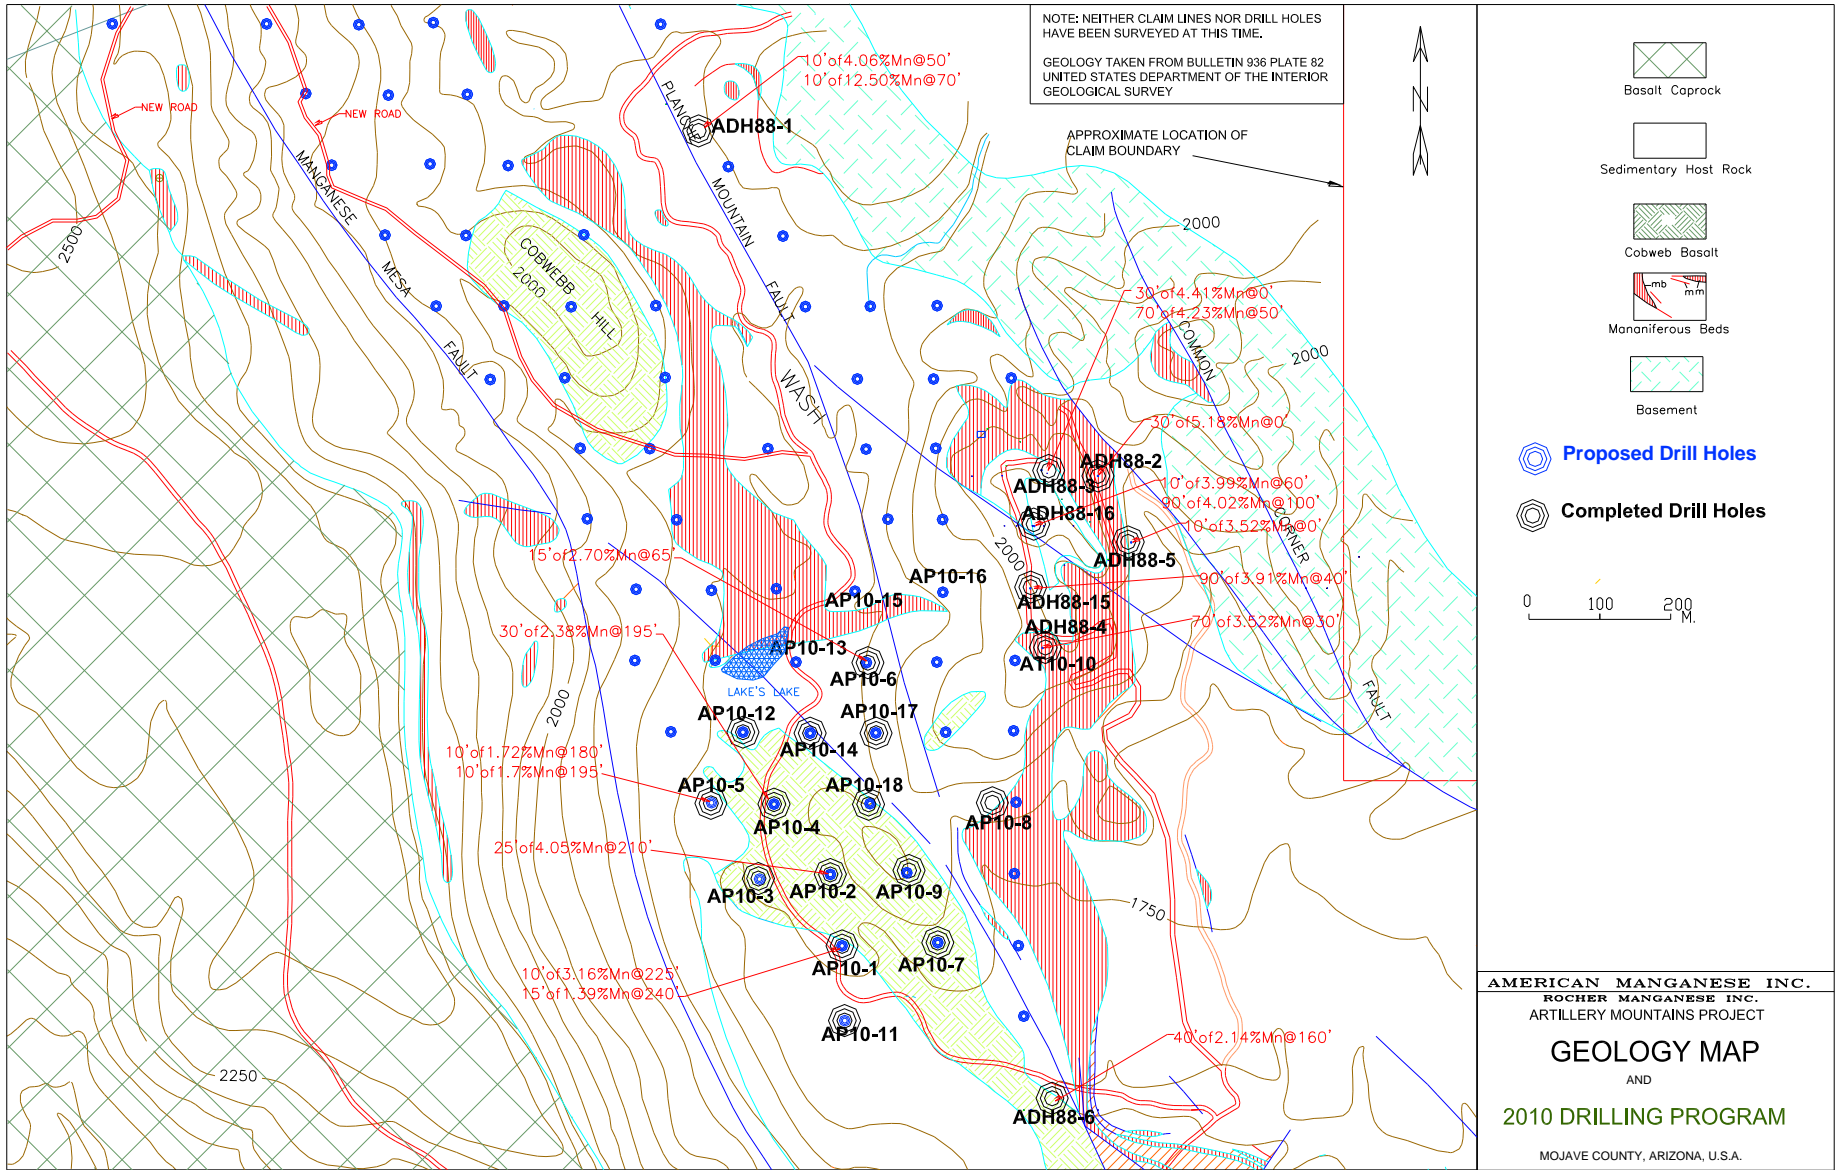 NOTE: NEITHER CLAIM LINES NOR DRILL HOLES
HAVE BEEN SURVEYED AT THIS TIME.
GEOLOGY TAKEN FROM BULLETIN 936 PLATE 82
UNITED STATES DEPARTMENT OF THE INTERIOR
GEOLOGICAL SURVEY
APPROXIMATE LOCATION OF
CLAIM BOUNDARY
N
10'of4.06%Mn@50'
10'of12.50%Mn@70'
ADH88-1
NEW ROAD
NEW ROAD
PLANCHE
MOUNTAIN
FAULT
MANGANESE
MESA
FAULT
2500
COBWEBB
2000
HILL
WASH
2000
2000
30'of4.41%Mn@0'
70'of4.23%Mn@50'
COMMON
CORNER
FAULT
30'of5.18%Mn@0'
ADH88-2
ADH88-3
10'of3.99%Mn@60'
90'of4.02%Mn@100'
ADH88-16
10'of3.52%Mn@0'
ADH88-5
2000
15'of2.70%Mn@65'
AP10-16
90'of3.91%Mn@40'
AP10-15
ADH88-15
30'of2.38%Mn@195'
ADH88-4
70'of3.52%Mn@30'
AP10-13
AT10-10
AP10-6
LAKE'S LAKE
2000
AP10-12
AP10-17
AP10-14
10'of1.72%Mn@180'
10'of1.7%Mn@195'
AP10-5
AP10-18
AP10-4
AP10-8
25'of4.05%Mn@210'
AP10-3
AP10-2
AP10-9
1750
AP10-1
AP10-7
10'of3.16%Mn@225'
15'of1.39%Mn@240'
AP10-11
40'of2.14%Mn@160'
2250
ADH88-6
Basalt Caprock
Sedimentary Host Rock
Cobweb Basalt
mb
mm
Mananiferous Beds
Basement
Proposed Drill Holes
Completed Drill Holes
0 100 200
M.
AMERICAN MANGANESE INC.
ROCHER MANGANESE INC.
ARTILLERY MOUNTAINS PROJECT
GEOLOGY MAP
AND
2010 DRILLING PROGRAM
MOJAVE COUNTY, ARIZONA, U.S.A.